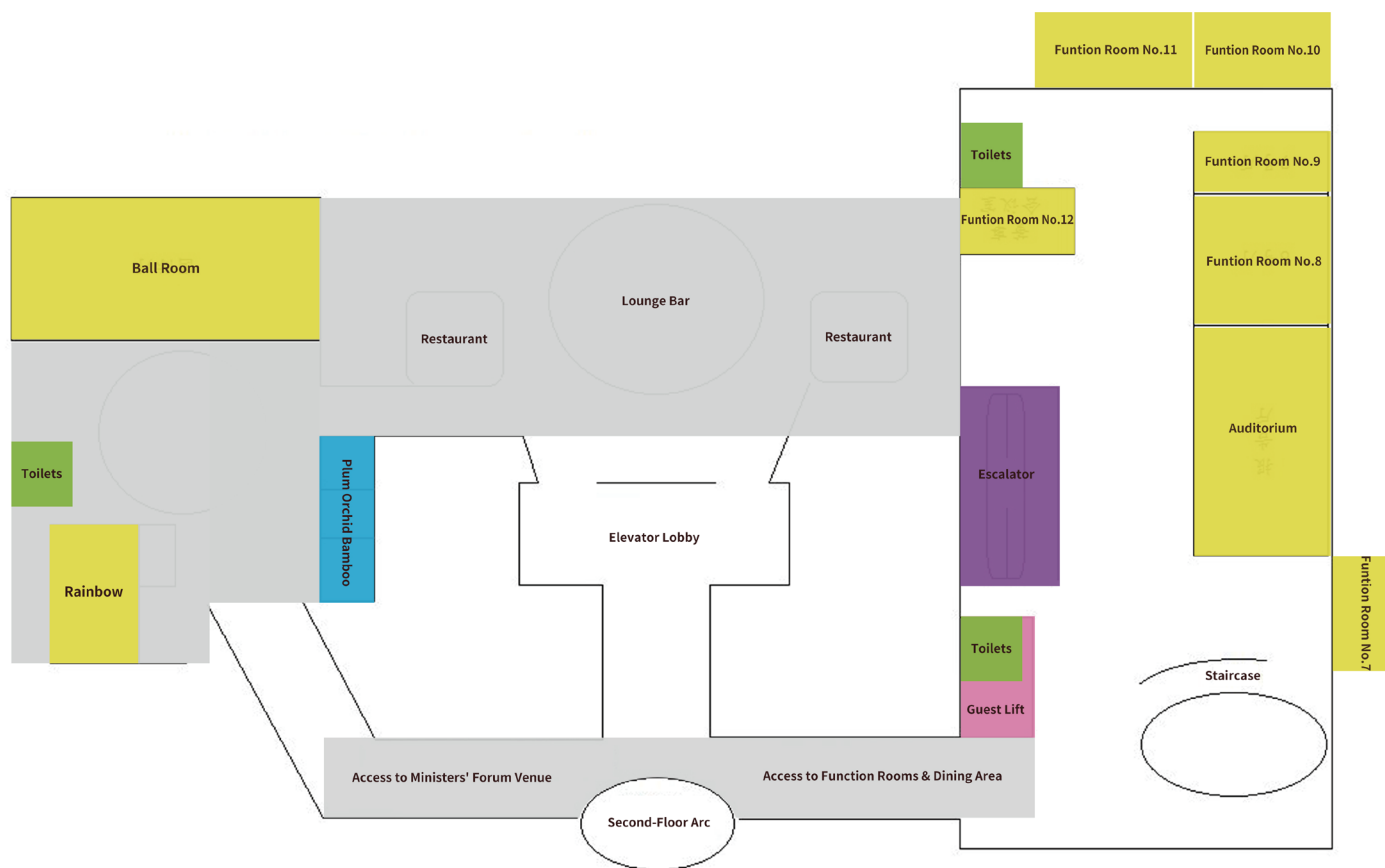 Funtion Room No.11
Funtion Room No.10
Toilets
Funtion Room No.9
Funtion Room No.12
Funtion Room No.8
Ball Room
Lounge Bar
Restaurant
Restaurant
Auditorium
Toilets
Plum Orchid Bamboo
Escalator
Elevator Lobby
Rainbow
Funtion Room No.7
Toilets
Staircase
Guest Lift
Access to Ministers' Forum Venue
Access to Function Rooms & Dining Area
Second-Floor Arc